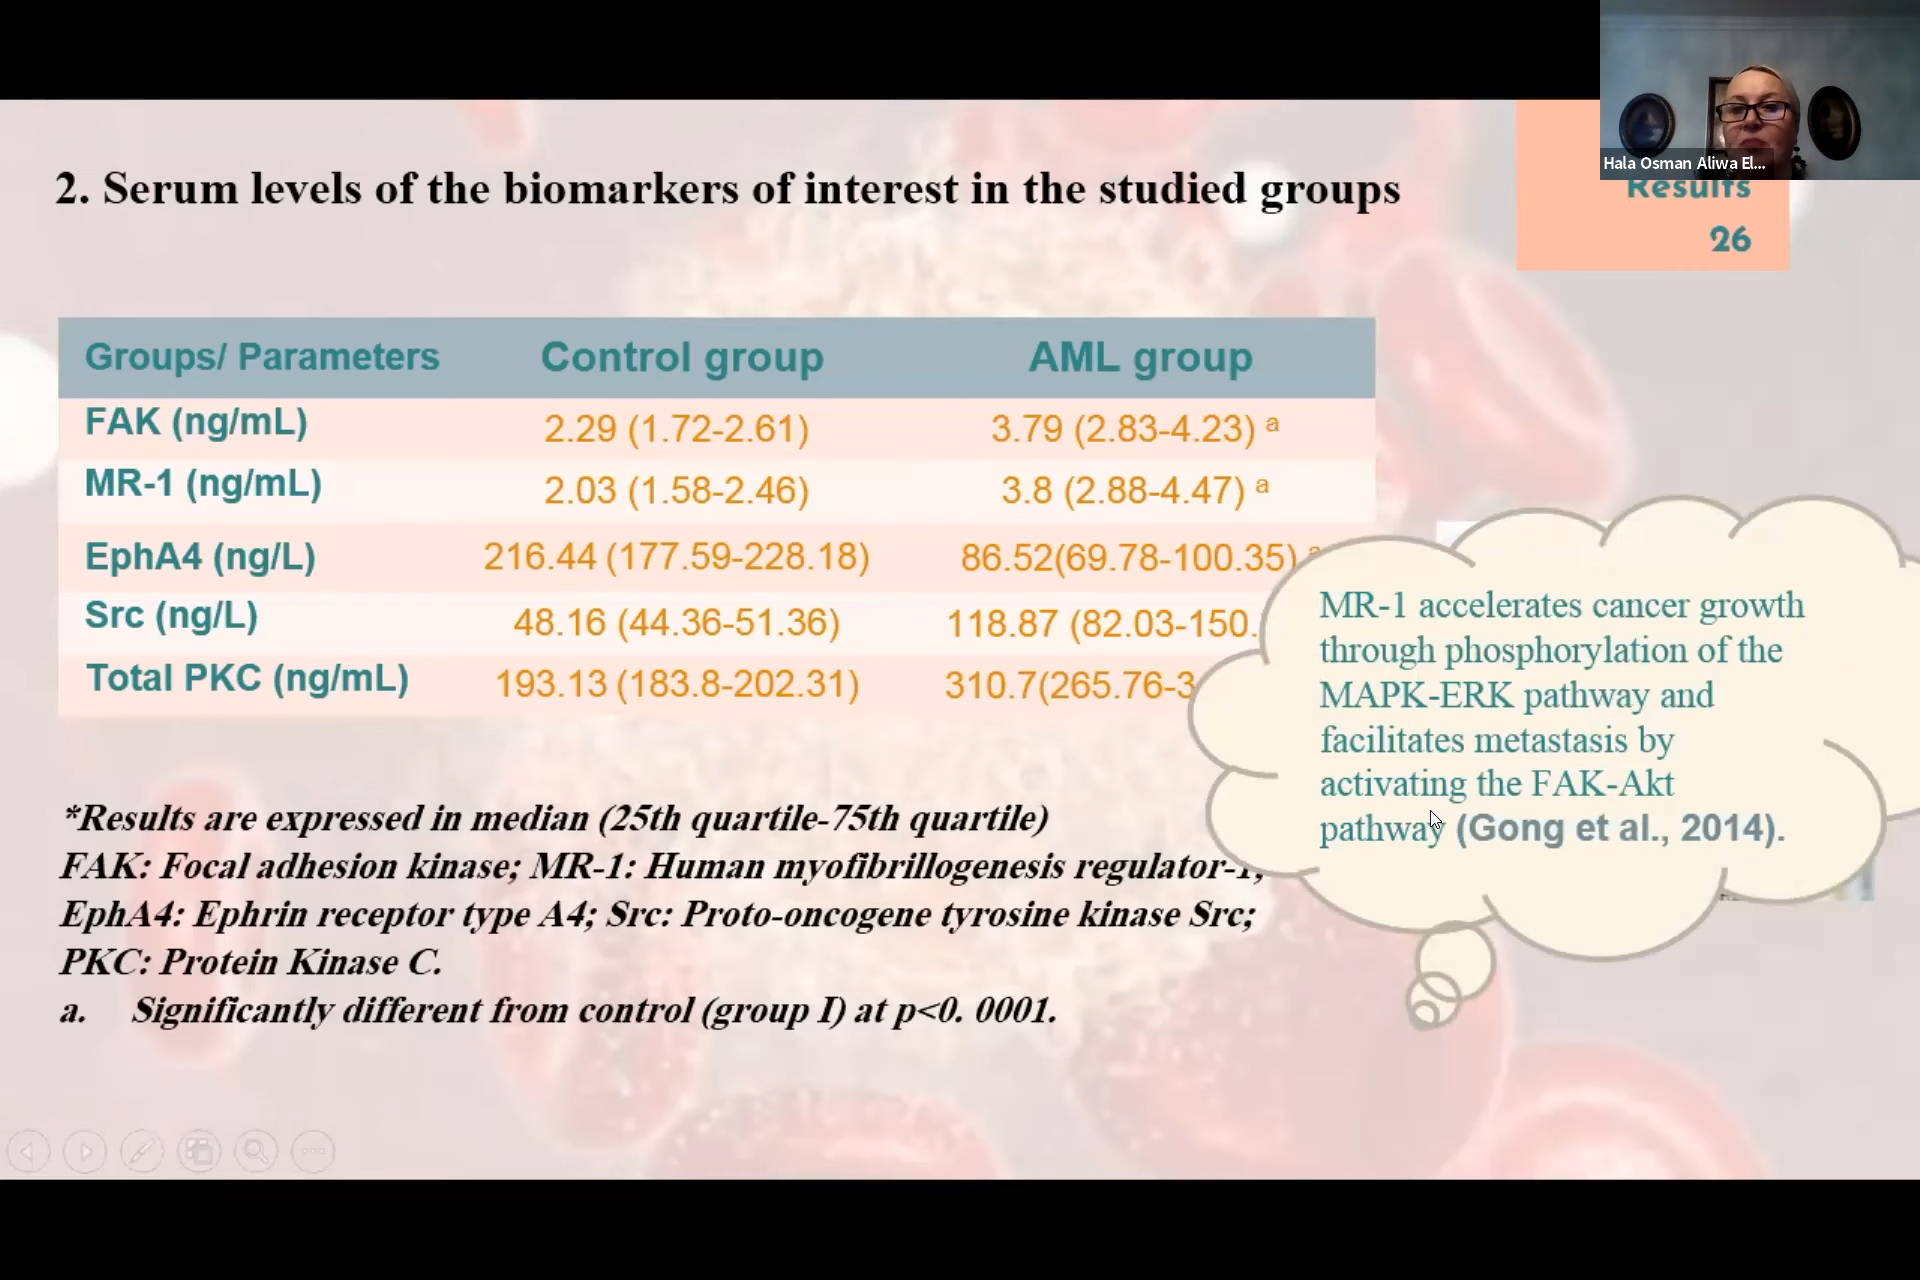 Hala Osman Aliwa El...
Results
26
2. Serum levels of the biomarkers of interest in the studied groups
Groups/ Parameters Control group AML group
FAK (ng/mL) 2.29 (1.72-2.61) 3.79 (2.83-4.23) a
MR-1 (ng/mL) 2.03 (1.58-2.46) 3.8 (2.88-4.47) a
EphA4 (ng/L) 216.44 (177.59-228.18) 86.52(69.78-100.35) a
Src (ng/L) 48.16 (44.36-51.36) 118.87 (82.03-150.
Total PKC (ng/mL) 193.13 (183.8-202.31) 310.7(265.76-3
MR-1 accelerates cancer growth
through phosphorylation of the
MAPK-ERK pathway and
facilitates metastasis by
activating the FAK-Akt
pathway (Gong et al., 2014).
*Results are expressed in median (25th quartile-75th quartile)
FAK: Focal adhesion kinase; MR-1: Human myofibrillogenesis regulator-1;
EphA4: Ephrin receptor type A4; Src: Proto-oncogene tyrosine kinase Src;
PKC: Protein Kinase C.
a. Significantly different from control (group I) at p<0. 0001.